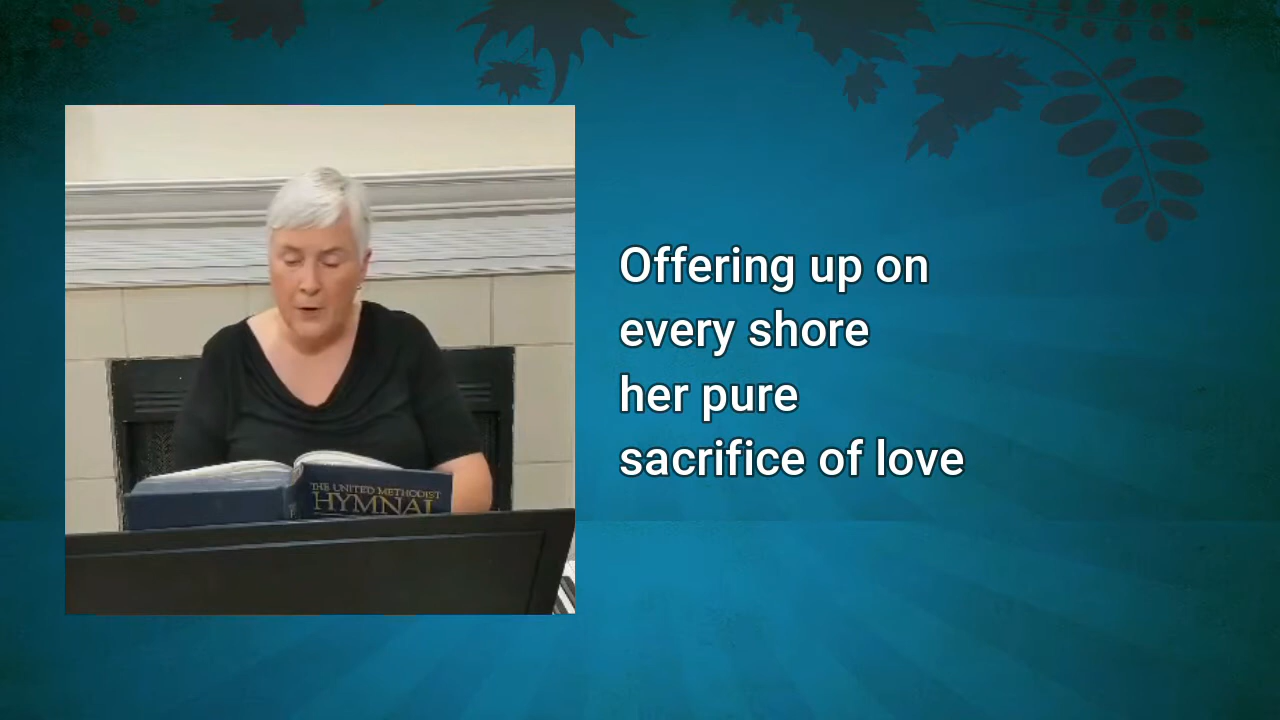 Offering up on
every shore
her pure
sacrifice of love
THE UNITED METHODIST
HYMNAL